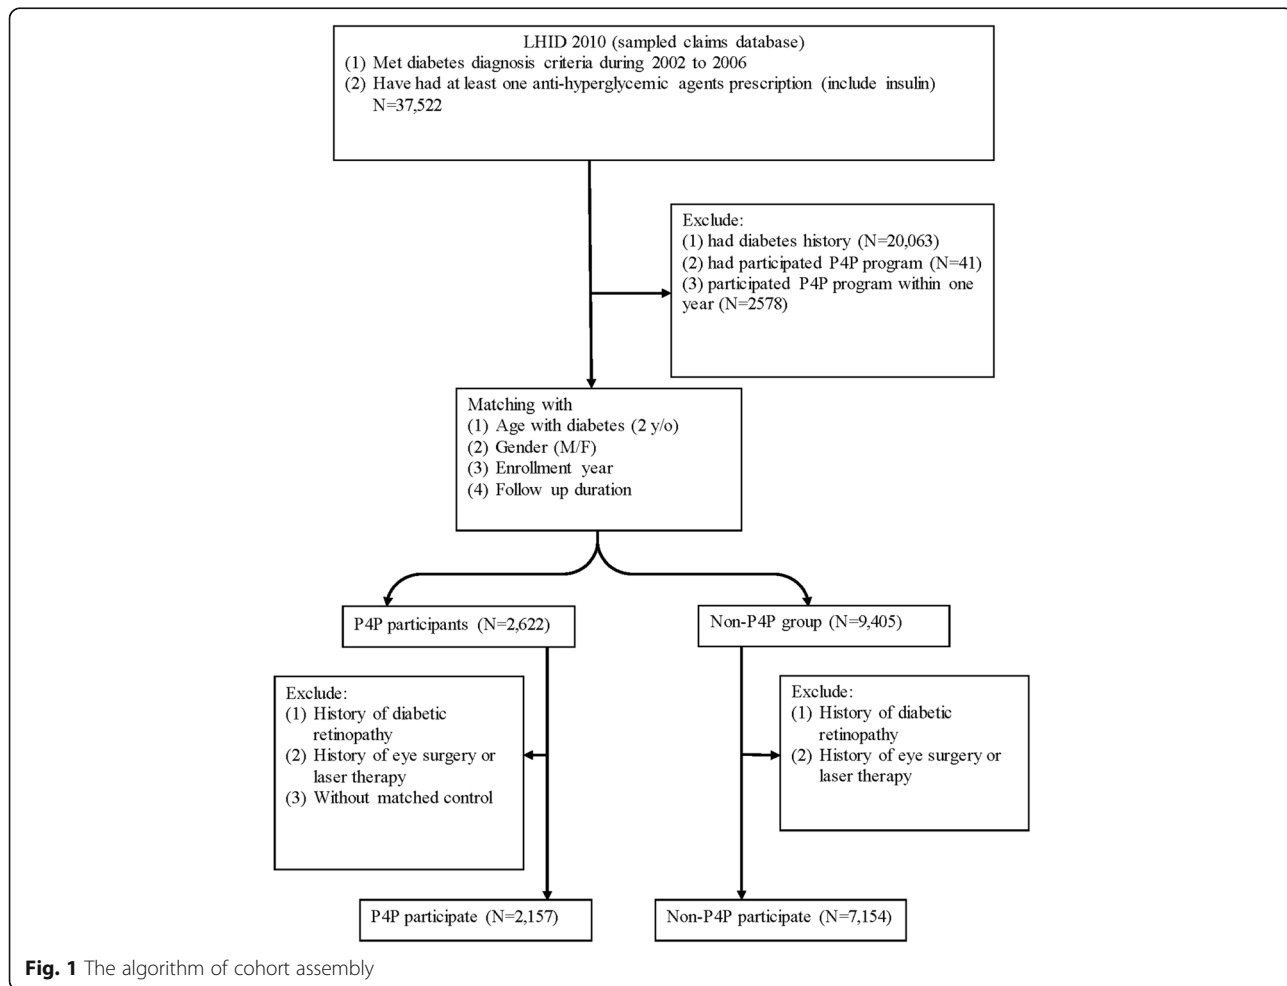 LHID 2010 (sampled claims database)
(1) Met diabetes diagnosis criteria during 2002 to 2006
(2) Have had at least one anti-hyperglycemic agents prescription (include insulin)
N=37,522
Exclude:
(1) had diabetes history (N=20,063)
(2) had participated P4P program (N=41)
(3) participated P4P program within one
year (N=2578)
Matching with
(1) Age with diabetes (2 y/o)
(2) Gender (M/F)
(3) Enrollment year
(4) Follow up duration
P4P participants (N=2,622)
Non-P4P group (N=9,405)
Exclude:
(1) History of diabetic
retinopathy
(2) History of eye surgery or
laser therapy
(3) Without matched control
Exclude:
(1) History of diabetic
retinopathy
(2) History of eye surgery or
laser therapy
P4P participate (N=2,157)
Non-P4P participate (N=7,154)
Fig. 1 The algorithm of cohort assembly